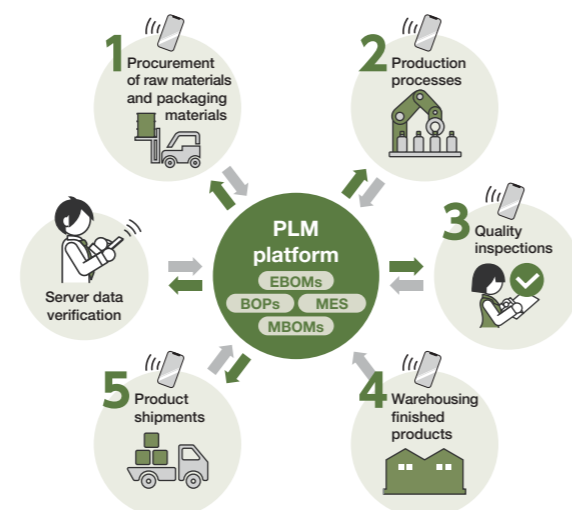 1
Procurement
of raw materials
and packaging
materials
2
Production
processes
3
Quality
inspections
4
Warehousing
finished
products
5
Product
shipments
Server data
verification
PLM
platform
EBOMs
BOPs
MES
MBOMs